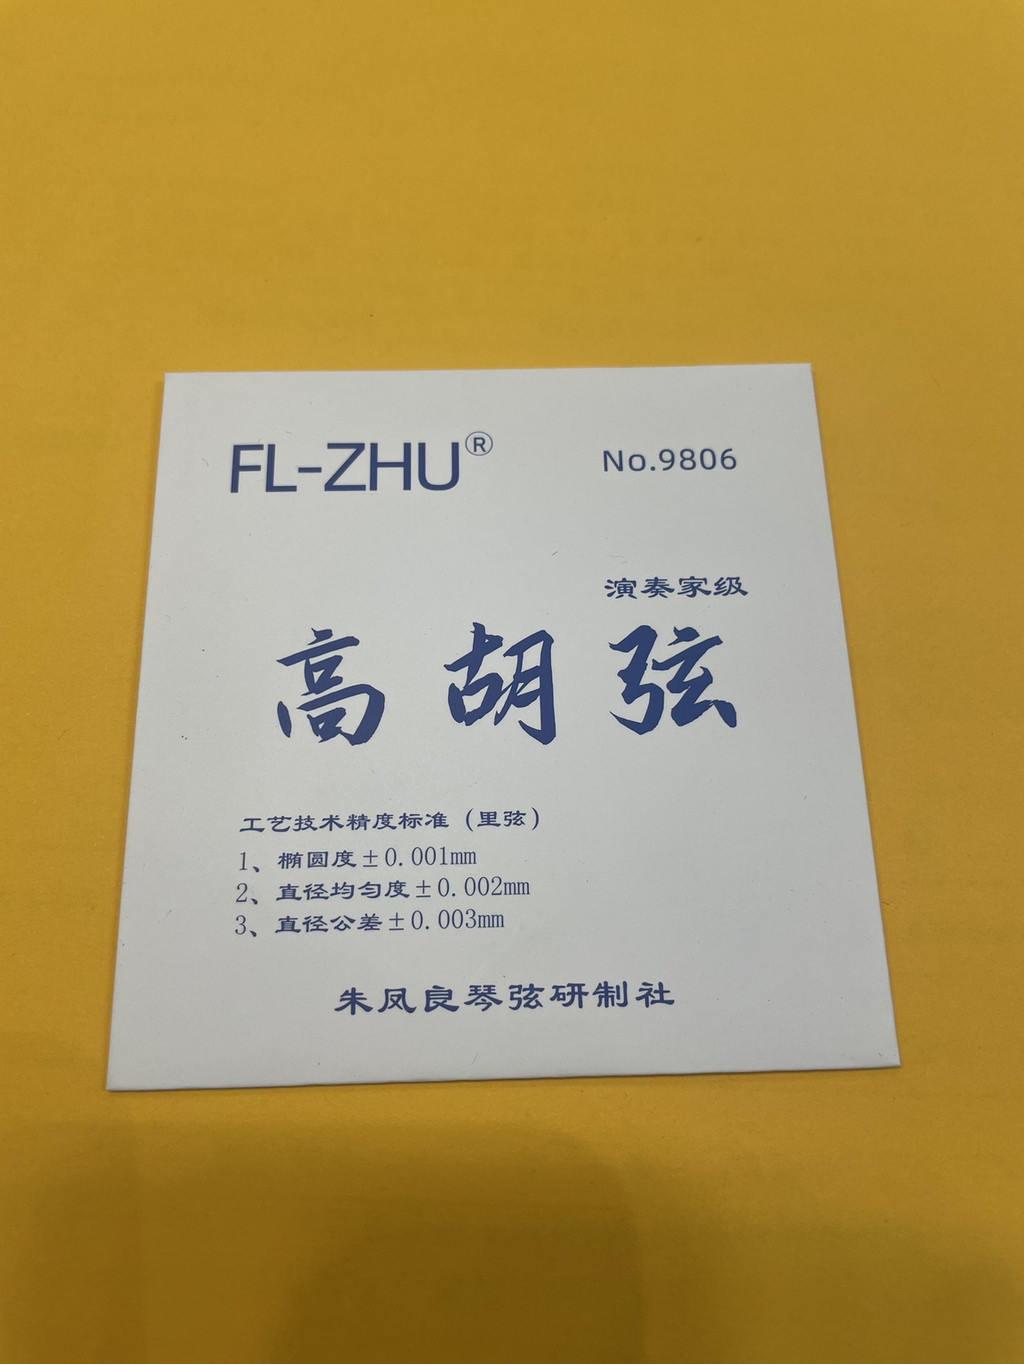 FL-ZHU®
No.9806
演奏家级
高胡弦
工艺技术精度标准（里弦）
1、椭圆度±0.001mm
2、直径均匀度±0.002mm
3、直径公差±0.003mm
朱凤良琴弦研制社